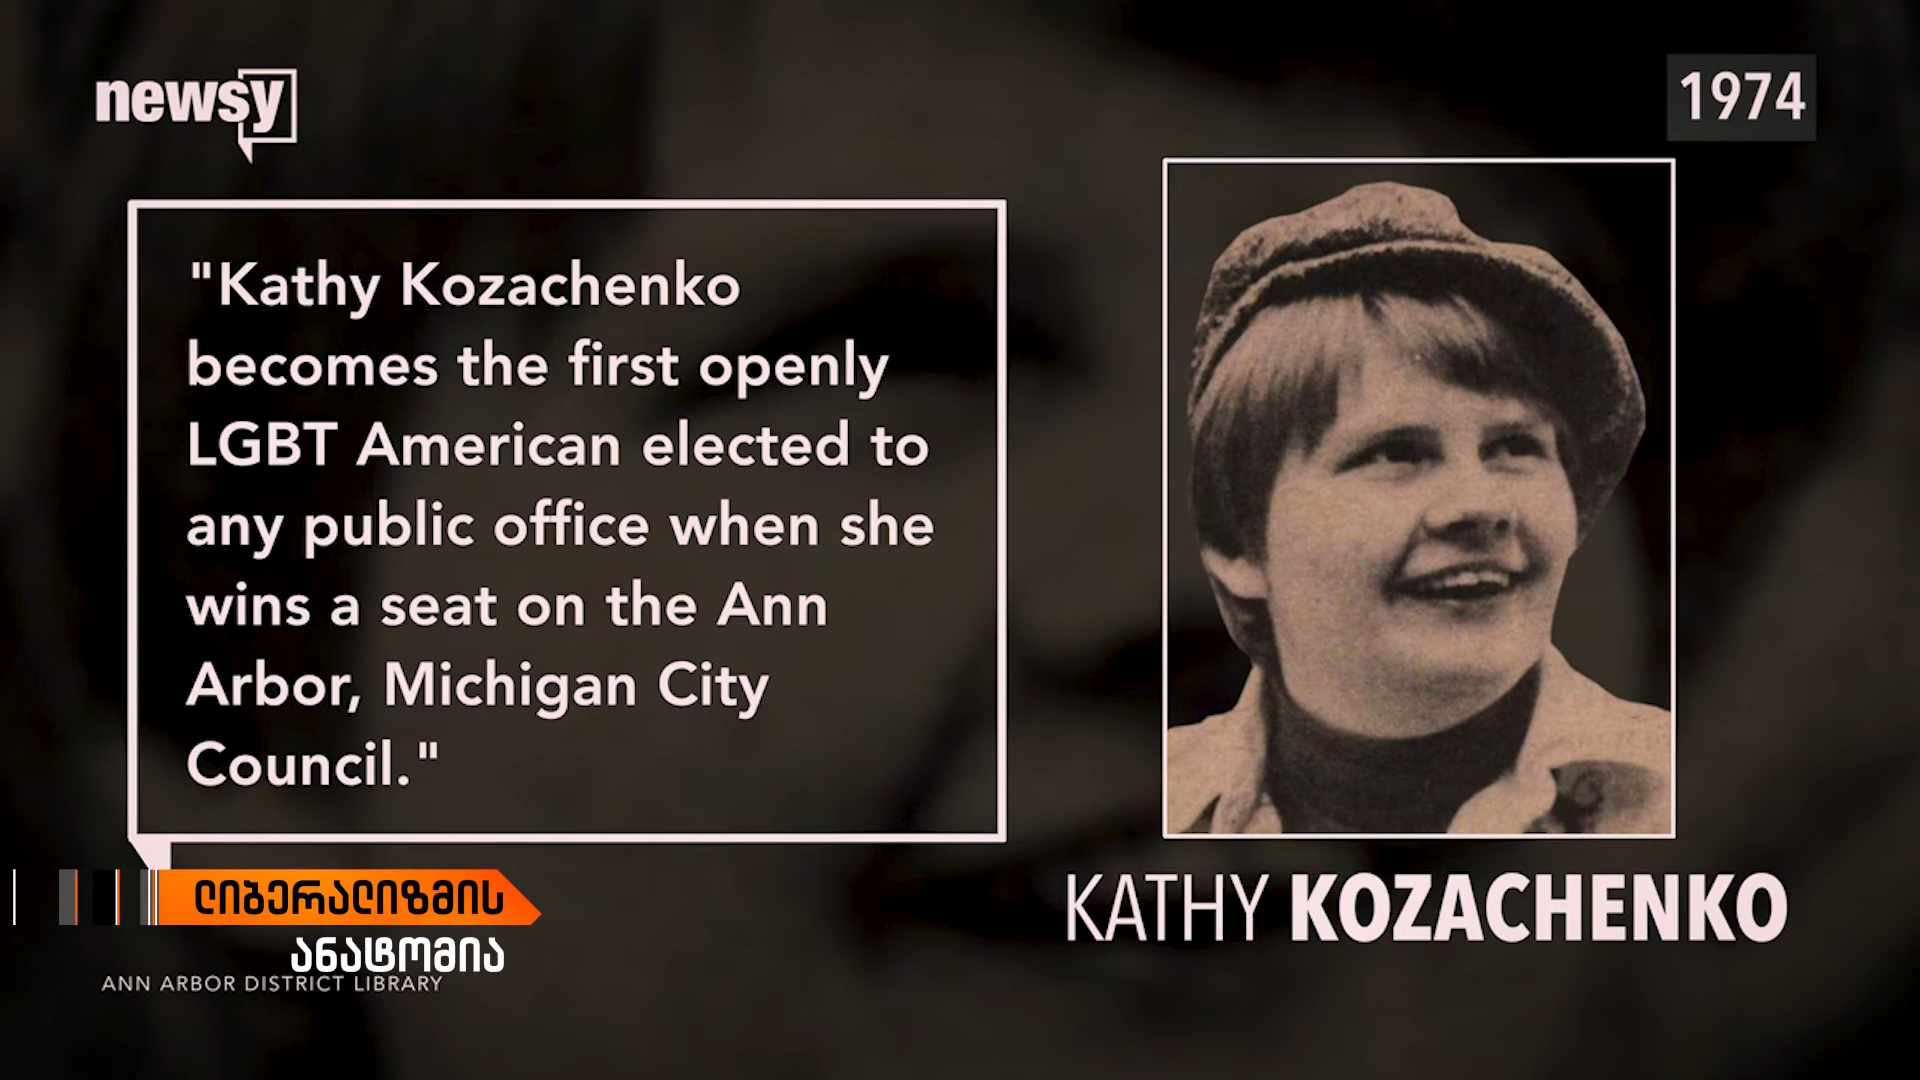 newsy
1974
"Kathy Kozachenko
becomes the first openly
LGBT American elected to
any public office when she
wins a seat on the Ann
Arbor, Michigan City
Council."
KATHY KOZACHENKO
ლიბერალიზმის
ანატომია
ANN ARBOR DISTRICT LIBRARY